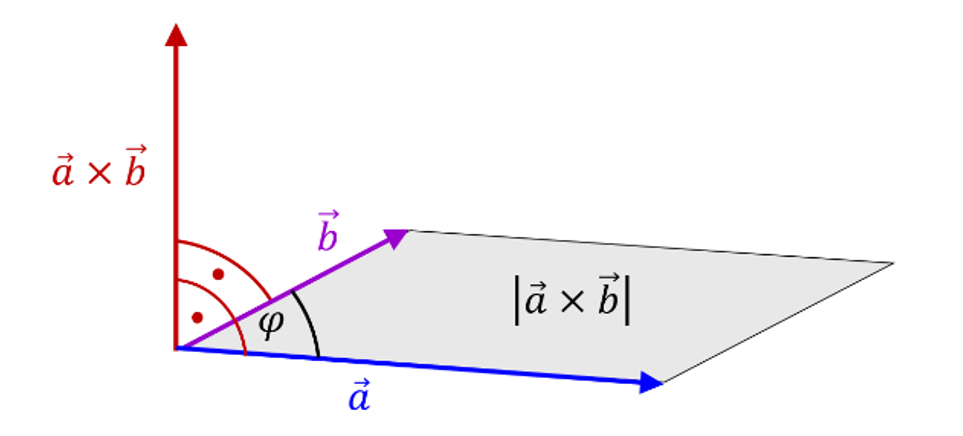 a⃗ × b⃗
b⃗
|a⃗ × b⃗|
φ
a⃗